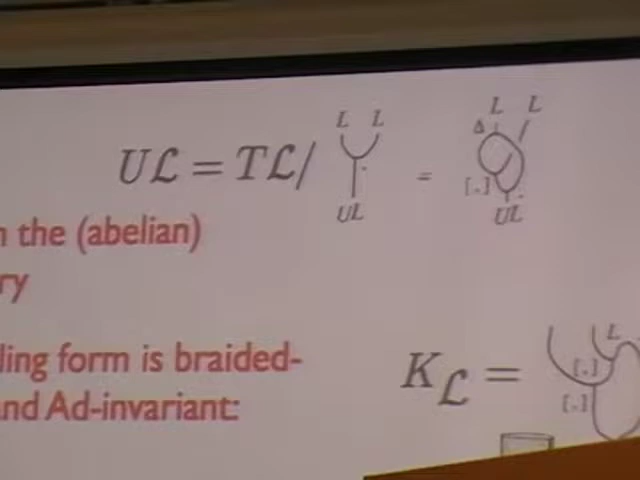 L L L L
Δ
UL = TL/ · = [,] ·
UL UL
n the (abelian)
ry
L
ling form is braided-
K_L = [,]
nd Ad-invariant:
[,]